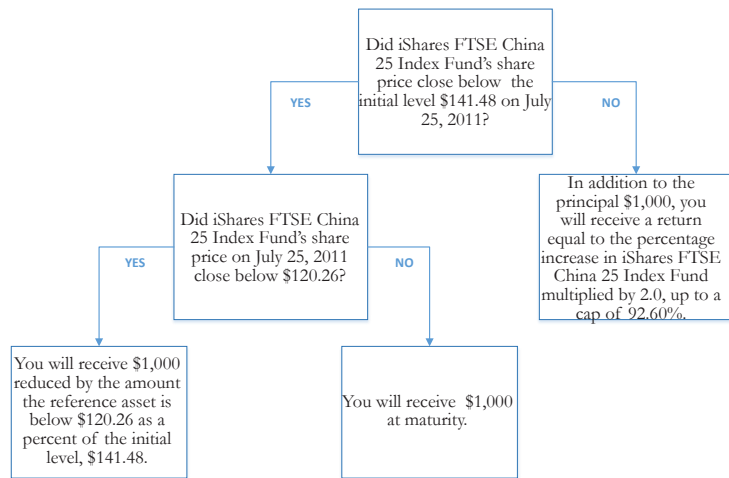 Did iShares FTSE China
25 Index Fund's share
price close below the
initial level $141.48 on July
25, 2011?
YES
NO
Did iShares FTSE China
25 Index Fund's share
price on July 25, 2011
close below $120.26?
In addition to the
principal $1,000, you
will receive a return
equal to the percentage
increase in iShares FTSE
China 25 Index Fund
multiplied by 2.0, up to a
cap of 92.60%.
YES
NO
You will receive $1,000
reduced by the amount
the reference asset is
below $120.26 as a
percent of the initial
level, $141.48.
You will receive $1,000
at maturity.